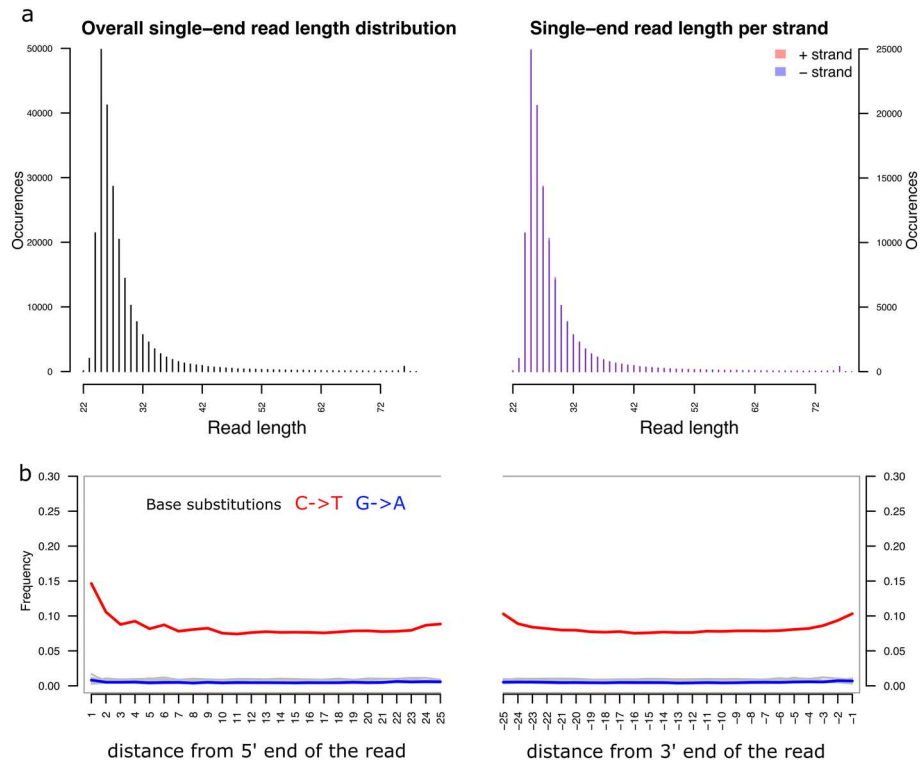 a
Overall single−end read length distribution
50000
40000
30000
20000
10000
0
Occurences
22 32 42 52 62 72
Read length
Single−end read length per strand
+ strand
− strand
25000
20000
15000
10000
5000
0
Occurences
22 32 42 52 62 72
Read length
b
Base substitutions C->T G->A
0.30
0.25
0.20
0.15
0.10
0.05
0.00
Frequency
1 2 3 4 5 6 7 8 9 10 11 12 13 14 15 16 17 18 19 20 21 22 23 24 25
distance from 5' end of the read
0.30
0.25
0.20
0.15
0.10
0.05
0.00
−25 −24 −23 −22 −21 −20 −19 −18 −17 −16 −15 −14 −13 −12 −11 −10 −9 −8 −7 −6 −5 −4 −3 −2 −1
distance from 3' end of the read